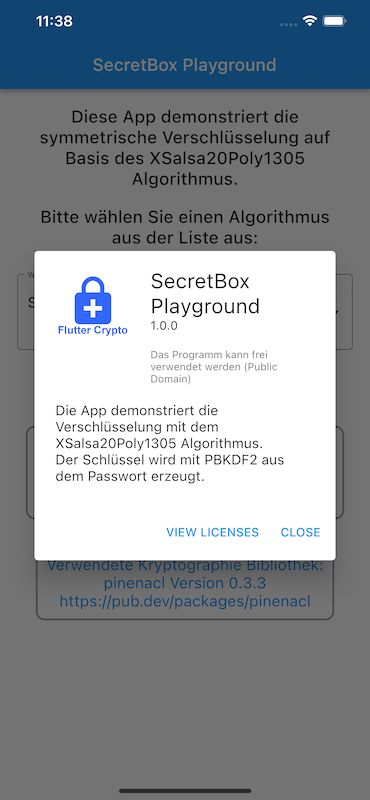 11:38
SecretBox Playground
Diese App demonstriert die
symmetrische Verschlüsselung auf
Basis des XSalsa20Poly1305
Algorithmus.
Bitte wählen Sie einen Algorithmus
aus der Liste aus:
Flutter Crypto
SecretBox
Playground
1.0.0
Das Programm kann frei
verwendet werden (Public
Domain)
Die App demonstriert die
Verschlüsselung mit dem
XSalsa20Poly1305 Algorithmus.
Der Schlüssel wird mit PBKDF2 aus
dem Passwort erzeugt.
VIEW LICENSES
CLOSE
Verwendete Kryptographie Bibliothek:
pinenacl Version 0.3.3
https://pub.dev/packages/pinenacl